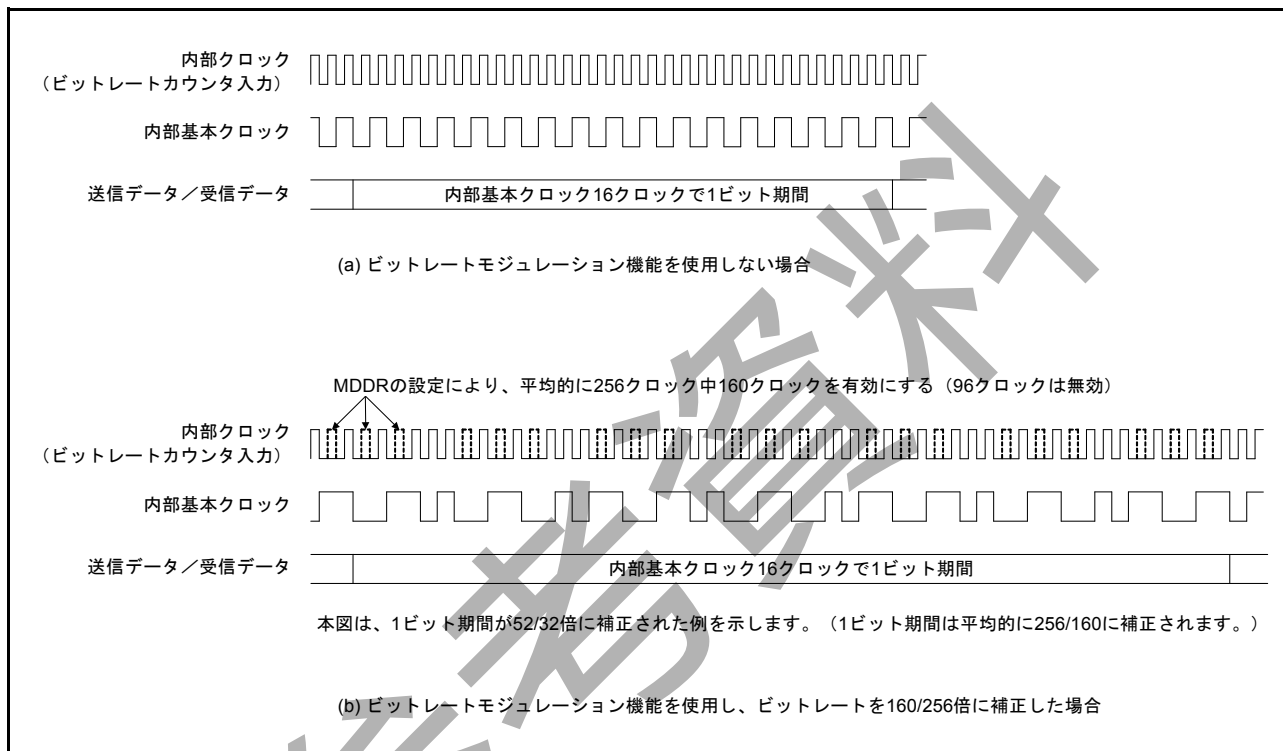 内部クロック
（ビットレートカウンタ入力）
内部基本クロック
送信データ／受信データ
内部基本クロック16クロックで1ビット期間
(a) ビットレートモジュレーション機能を使用しない場合
MDDRの設定により、平均的に256クロック中160クロックを有効にする（96クロックは無効）
内部クロック
（ビットレートカウンタ入力）
内部基本クロック
送信データ／受信データ
内部基本クロック16クロックで1ビット期間
本図は、1ビット期間が52/32倍に補正された例を示します。（1ビット期間は平均的に256/160に補正されます。）
(b) ビットレートモジュレーション機能を使用し、ビットレートを160/256倍に補正した場合
考資料